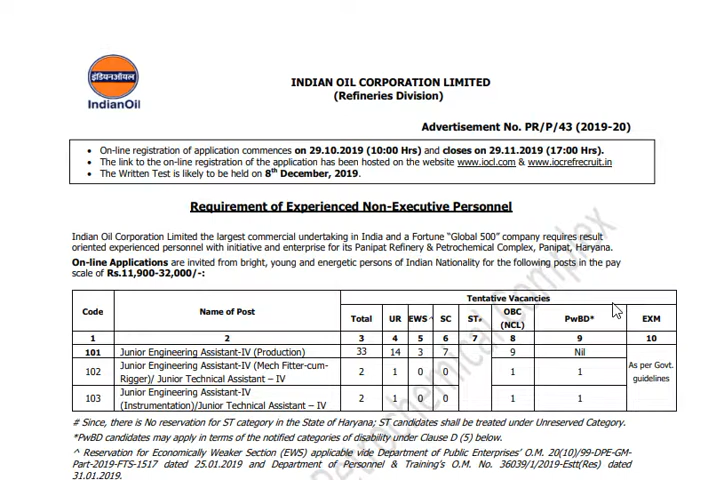 इंडियनऑयल
IndianOil
INDIAN OIL CORPORATION LIMITED
(Refineries Division)
Advertisement No. PR/P/43 (2019-20)
• On-line registration of application commences on 29.10.2019 (10:00 Hrs) and closes on 29.11.2019 (17:00 Hrs).
• The link to the on-line registration of the application has been hosted on the website www.iocl.com & www.iocrefrecruit.in
• The Written Test is likely to be held on 8th December, 2019.
Requirement of Experienced Non-Executive Personnel
Indian Oil Corporation Limited the largest commercial undertaking in India and a Fortune "Global 500" company requires result
oriented experienced personnel with initiative and enterprise for its Panipat Refinery & Petrochemical Complex, Panipat, Haryana.
On-line Applications are invited from bright, young and energetic persons of Indian Nationality for the following posts in the pay
scale of Rs.11,900-32,000/-:
Code Name of Post Tentative Vacancies
Total UR EWS^ SC ST# OBC (NCL) PwBD* EXM
1 2 3 4 5 6 7 8 9 10
101 Junior Engineering Assistant-IV (Production) 33 14 3 7 9 Nil As per Govt. guidelines
102 Junior Engineering Assistant-IV (Mech Fitter-cum-
Rigger)/ Junior Technical Assistant – IV 2 1 0 0 1 1
103 Junior Engineering Assistant-IV
(Instrumentation)/Junior Technical Assistant – IV 2 1 0 0 1 1
# Since, there is No reservation for ST category in the State of Haryana; ST candidates shall be treated under Unreserved Category.
*PwBD candidates may apply in terms of the notified categories of disability under Clause D (5) below.
^ Reservation for Economically Weaker Section (EWS) applicable vide Department of Public Enterprises' O.M. 20(10)/99-DPE-GM-
Part-2019-FTS-1517 dated 25.01.2019 and Department of Personnel & Training's O.M. No. 36039/1/2019-Estt(Res) dated
31.01.2019.
Petrochemical Complex